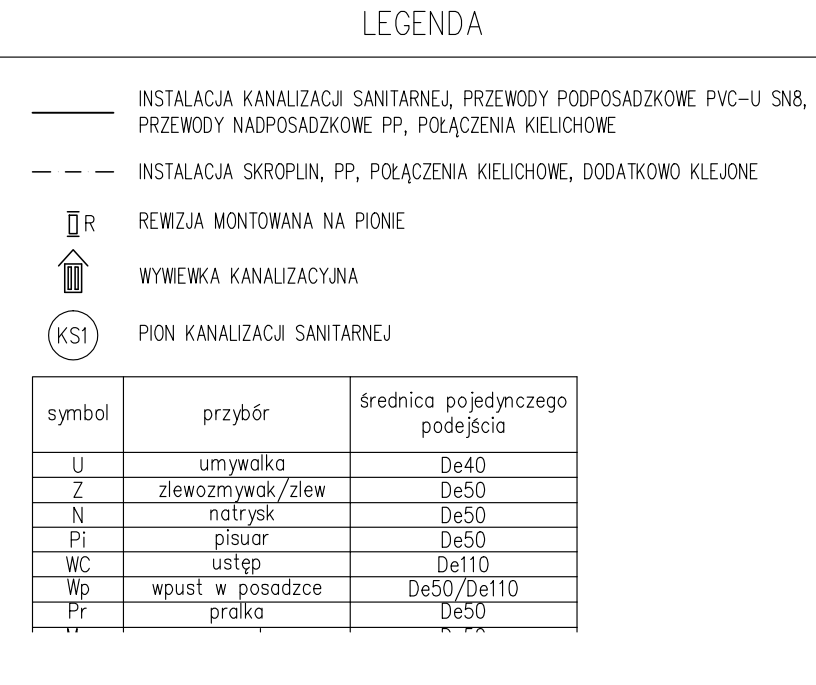 LEGENDA
INSTALACJA KANALIZACJI SANITARNEJ, PRZEWODY PODPOSADZKOWE PVC-U SN8,
PRZEWODY NADPOSADZKOWE PP, POŁĄCZENIA KIELICHOWE
INSTALACJA SKROPLIN, PP, POŁĄCZENIA KIELICHOWE, DODATKOWO KLEJONE
R REWIZJA MONTOWANA NA PIONIE
WYWIEWKA KANALIZACYJNA
KS1 PION KANALIZACJI SANITARNEJ
symbol przybór średnica pojedynczego
podejścia
U umywalka De40
Z zlewozmywak/zlew De50
N natrysk De50
Pi pisuar De50
WC ustęp De110
Wp wpust w posadzce De50/De110
Pr pralka De50